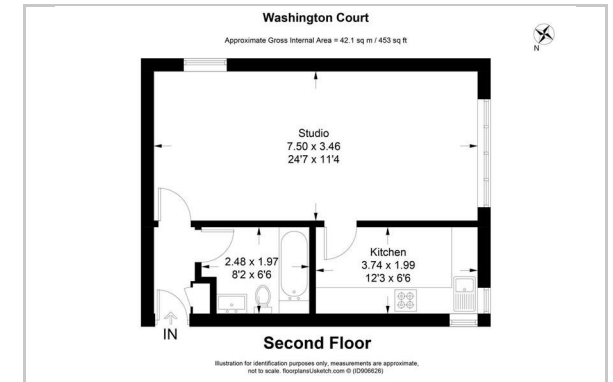 Washington Court
Approximate Gross Internal Area = 42.1 sq m / 453 sq ft
N
Studio
7.50 x 3.46
24'7 x 11'4
2.48 x 1.97
8'2 x 6'6
Kitchen
3.74 x 1.99
12'3 x 6'6
IN
Second Floor
Illustration for identification purposes only, measurements are approximate,
not to scale. floorplansUsketch.com © (ID906626)